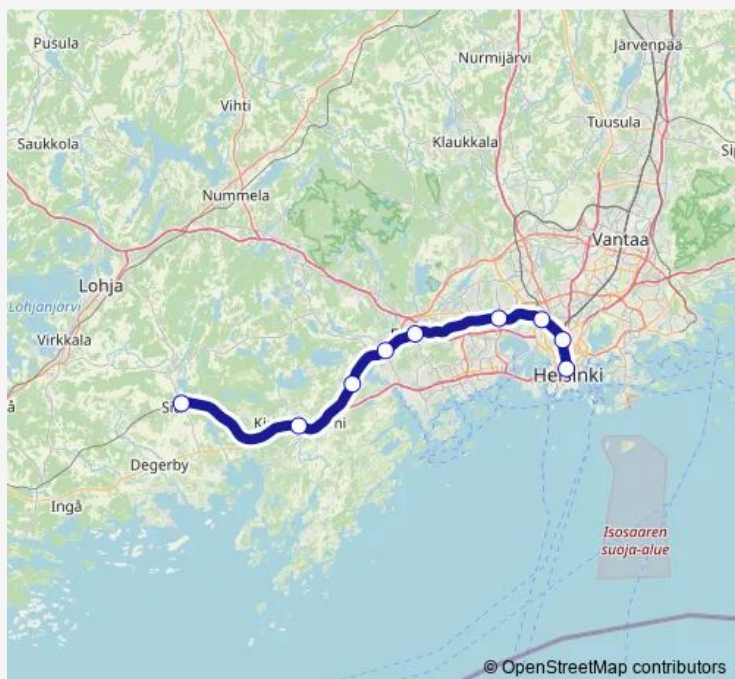 Pusula
Järvenpää
Nurmijärvi
Vihti
Tuusula
Saukkola
Klaukkala
Nummela
Vantaa
Lohja
Lohjanjärvi
Virkkala
Helsinki
Degerby
Ingå
Isosaaren
suoja-alue
© OpenStreetMap contributors